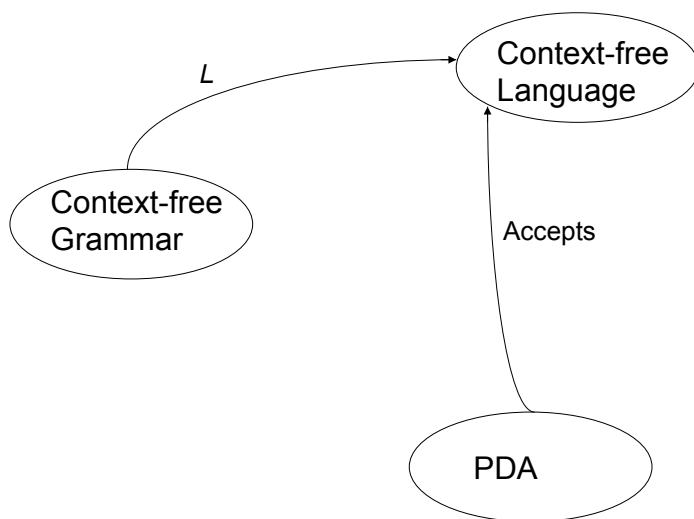 Context-free
Language
L
Context-free
Grammar
Accepts
PDA